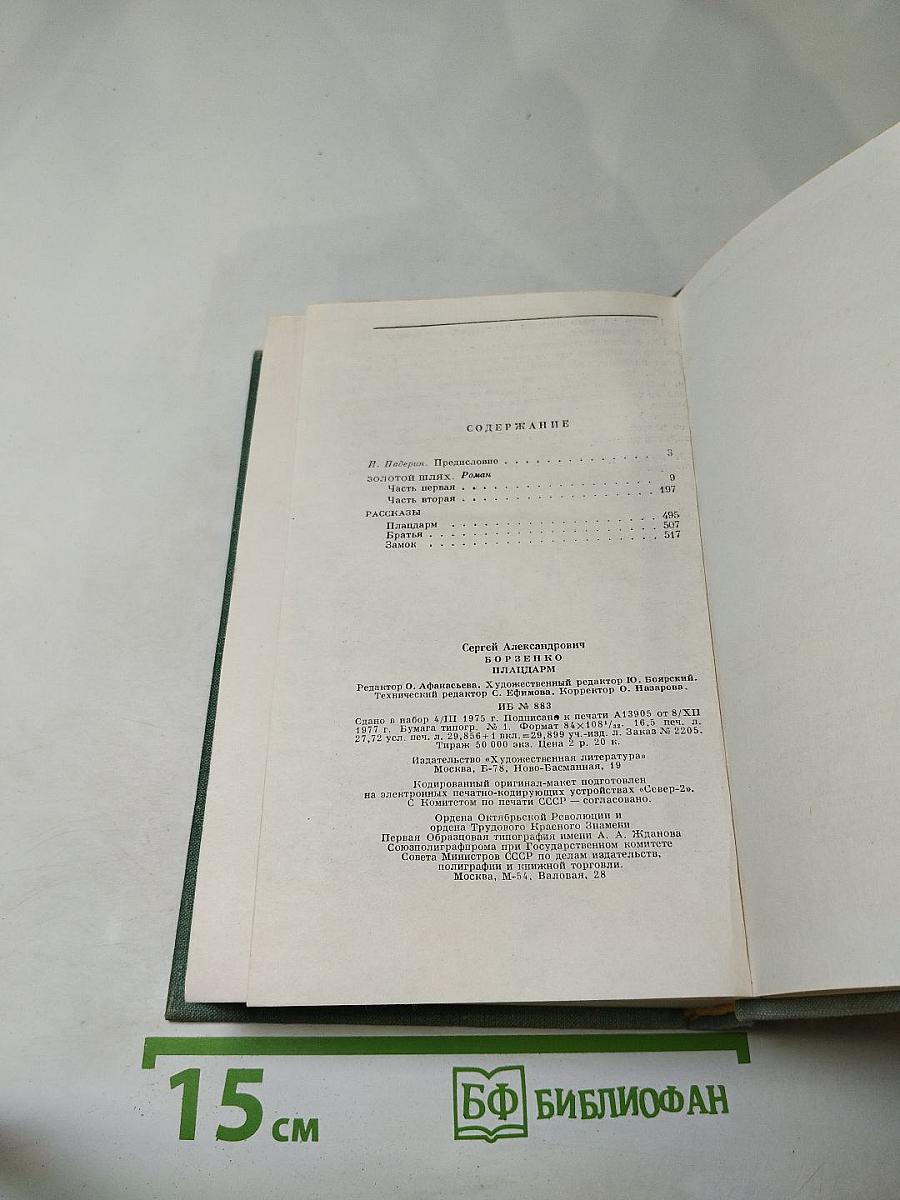 СОДЕРЖАНИЕ
И. Падерин. Предисловие . . . . . . . . . . . . . . . 3
ЗОЛОТОЙ ШЛЯХ. Роман
Часть первая . . . . . . . . . . . . . . . . . . 9
Часть вторая . . . . . . . . . . . . . . . . . . 197
РАССКАЗЫ
Плацдарм . . . . . . . . . . . . . . . . . . . 495
Братья . . . . . . . . . . . . . . . . . . . . 507
Замок . . . . . . . . . . . . . . . . . . . . 517
Сергей Александрович
БОРЗЕНКО
ПЛАЦДАРМ
Редактор О. Афанасьева. Художественный редактор Ю. Боярский.
Технический редактор С. Ефимова. Корректор О. Назарова.
ИБ № 883
Сдано в набор 4/III 1975 г. Подписано к печати А13905 от 8/XII
1977 г. Бумага типогр. № 1. Формат 84×108¹/₃₂. 16,5 печ. л.
27,72 усл. печ. л. 29,856+1 вкл.=29,899 уч.-изд. л. Заказ № 2205.
Тираж 50 000 экз. Цена 2 р. 20 к.
Издательство «Художественная литература»
Москва, Б-78, Ново-Басманная, 19
Кодированный оригинал-макет подготовлен
на электронных печатно-кодирующих устройствах «Север-2».
С Комитетом по печати СССР — согласовано.
Ордена Октябрьской Революции и
ордена Трудового Красного Знамени
Первая Образцовая типография имени А. А. Жданова
Союзполиграфпрома при Государственном комитете
Совета Министров СССР по делам издательств,
полиграфии и книжной торговли.
Москва, М-54, Валовая, 28
15 см
БФ БИБЛИОФАН